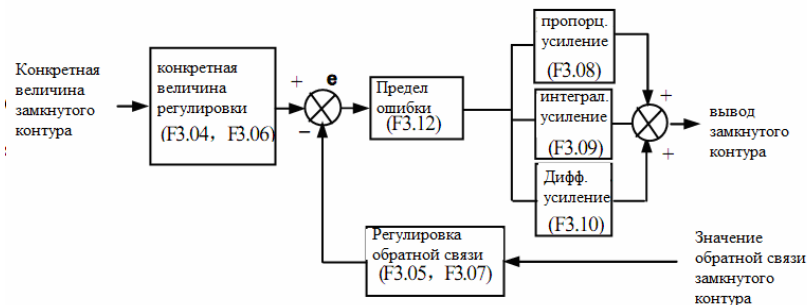 Конкретная
величина
замкнутого
контура
конкретная
величина
регулировки
(F3.04, F3.06)
+
e
−
Предел
ошибки
(F3.12)
пропорц.
усиление
(F3.08)
интеграл.
усиление
(F3.09)
Дифф.
усиление
(F3.10)
+
+
вывод
замкнутого
контура
Регулировка
обратной связи
(F3.05, F3.07)
Значение
обратной связи
замкнутого
контура